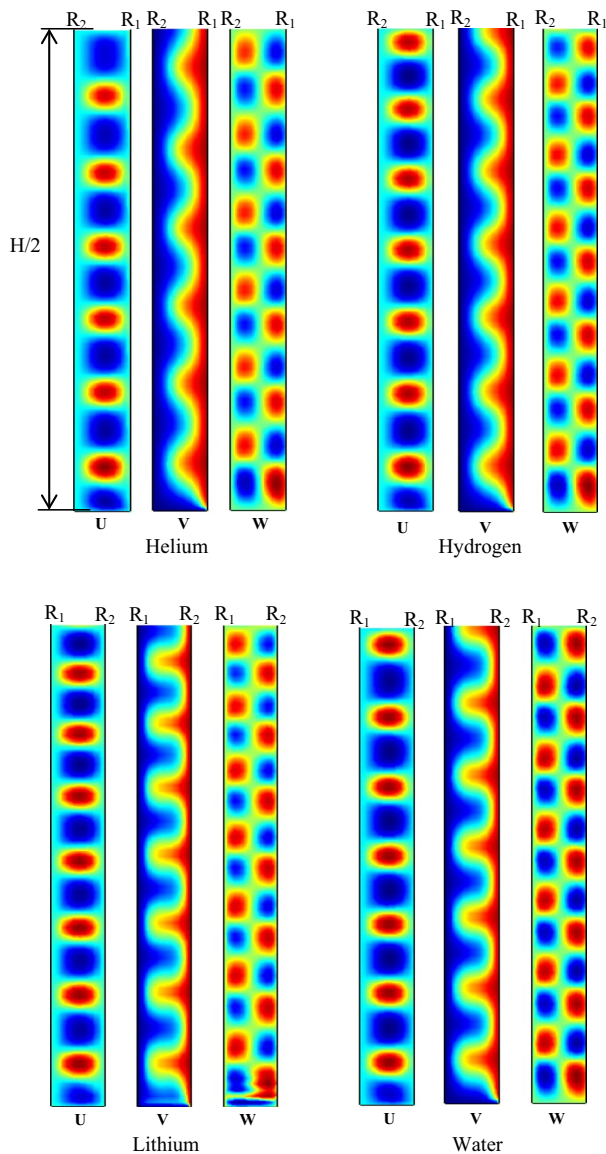 R₂ R₁ R₂ R₁ R₂ R₁
R₂ R₁ R₂ R₁ R₂ R₁
H/2
U V W
Helium
U V W
Hydrogen
R₁ R₂ R₁ R₂ R₁ R₂
R₁ R₂ R₁ R₂ R₁ R₂
U V W
Lithium
U V W
Water